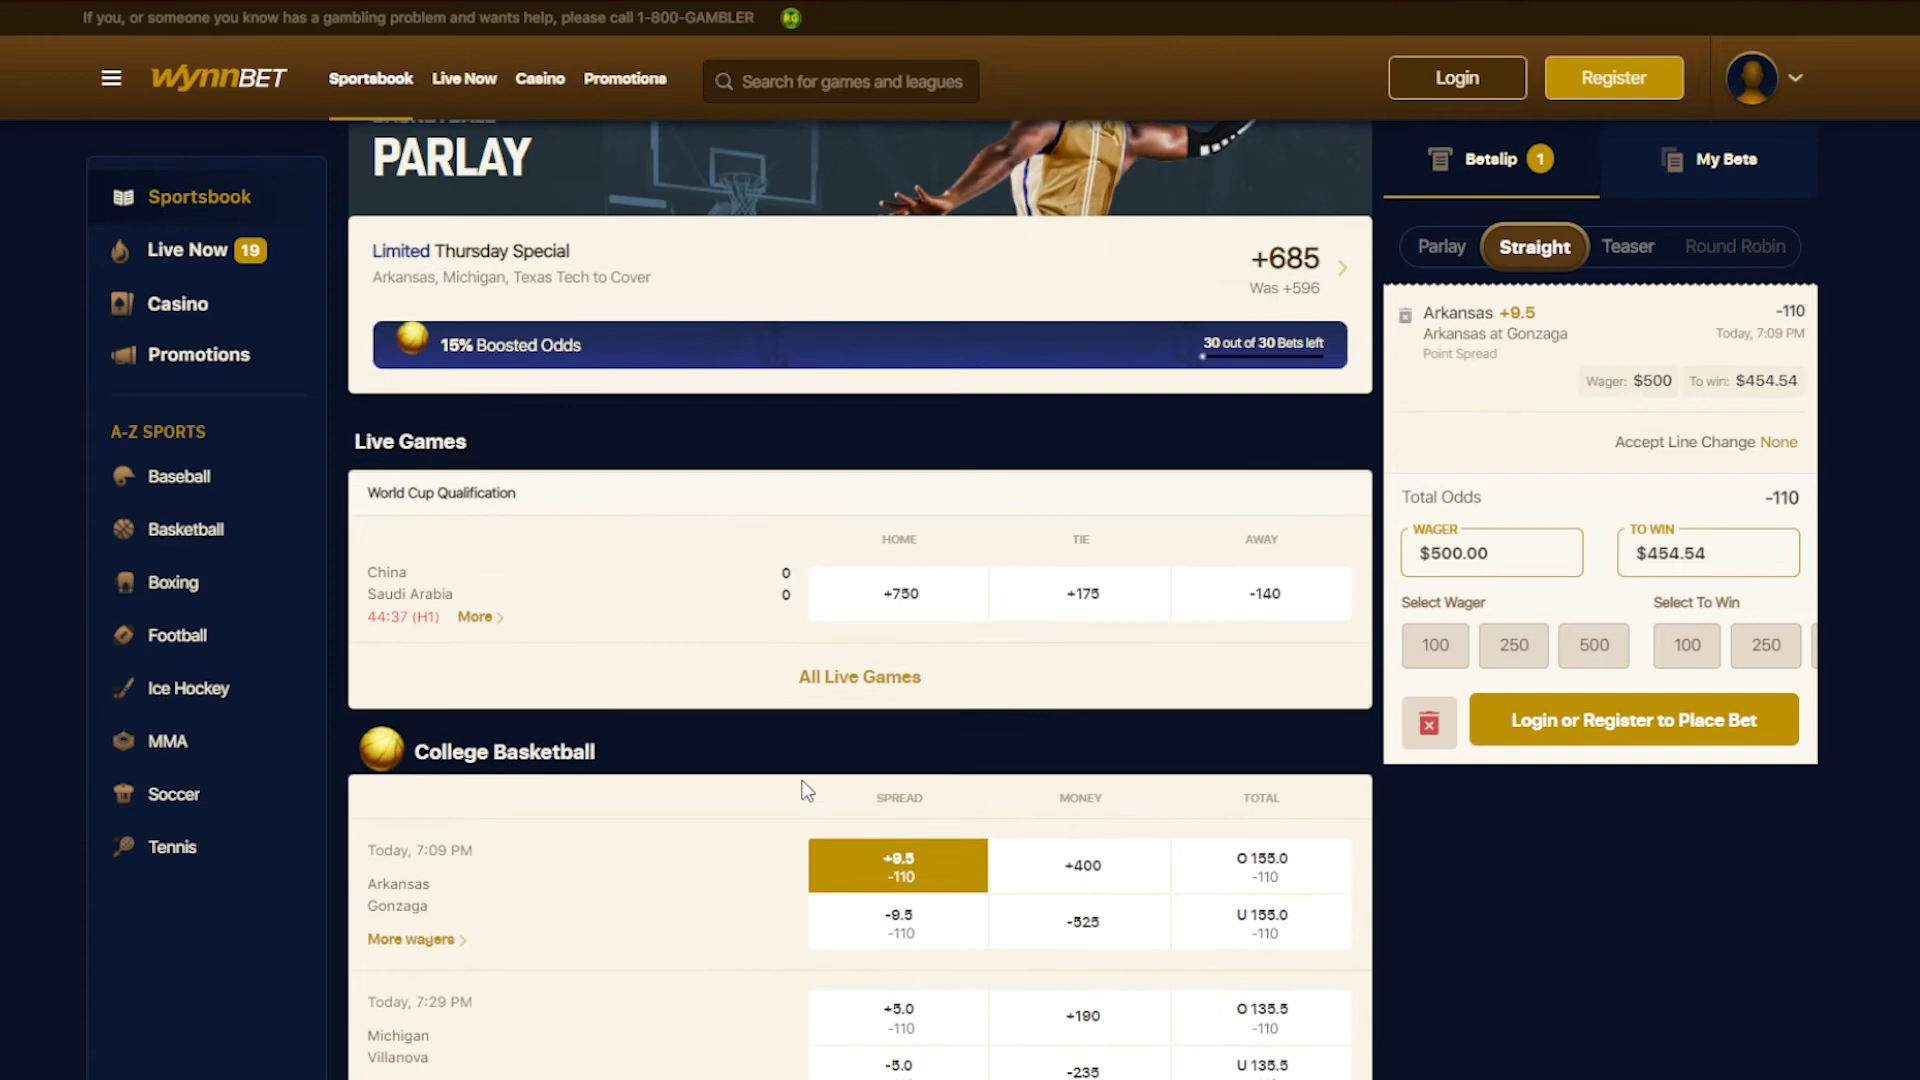 If you, or someone you know has a gambling problem and wants help, please call 1-800-GAMBLER
RG
wynnBET
Sportsbook
Live Now
Casino
Promotions
Search for games and leagues
Login
Register
Sportsbook
Live Now 19
Casino
Promotions
A-Z SPORTS
Baseball
Basketball
Boxing
Football
Ice Hockey
MMA
Soccer
Tennis
PARLAY
Limited Thursday Special
Arkansas, Michigan, Texas Tech to Cover
+685
Was +596
15% Boosted Odds
30 out of 30 Bets left
Live Games
World Cup Qualification
HOME TIE AWAY
China 0
Saudi Arabia 0
+750 +175 -140
44:37 (H1) More
All Live Games
College Basketball
SPREAD MONEY TOTAL
Today, 7:09 PM
Arkansas
Gonzaga
More wagers
+9.5 +400 O 155.0
-110 -110
-9.5 -525 U 155.0
-110 -110
Today, 7:29 PM
Michigan
Villanova
+5.0 +190 O 135.5
-110 -110
-5.0 -235 U 135.5
Betslip 1
My Bets
Parlay Straight Teaser Round Robin
Arkansas +9.5 -110
Arkansas at Gonzaga Today, 7:09 PM
Point Spread
Wager: $500 To win: $454.54
Accept Line Change None
Total Odds -110
WAGER TO WIN
$500.00 $454.54
Select Wager Select To Win
100 250 500 100 250
Login or Register to Place Bet